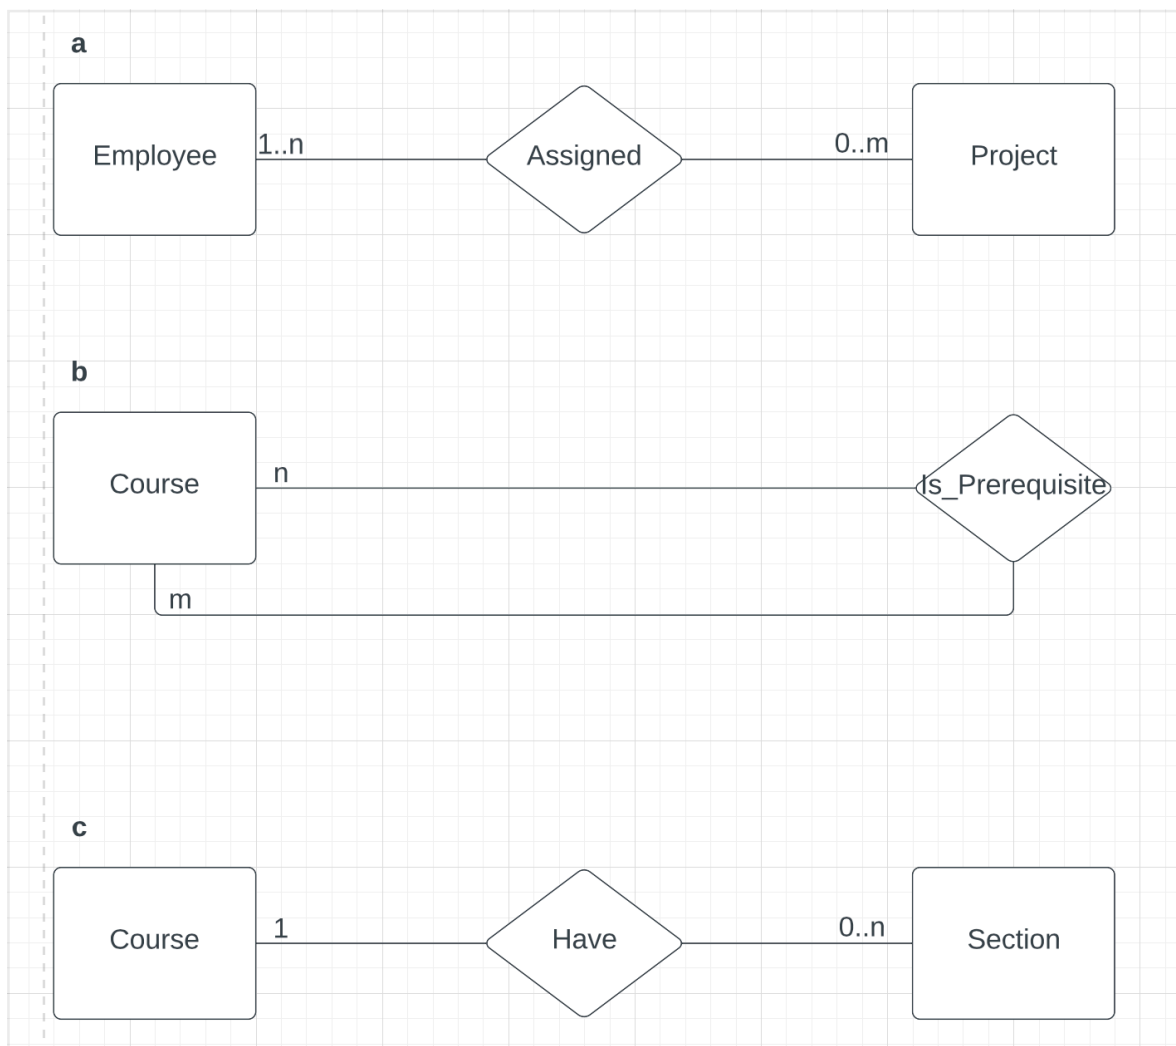 a
Employee
1..n
Assigned
0..m
Project
b
Course
n
Is_Prerequisite
m
c
Course
1
Have
0..n
Section